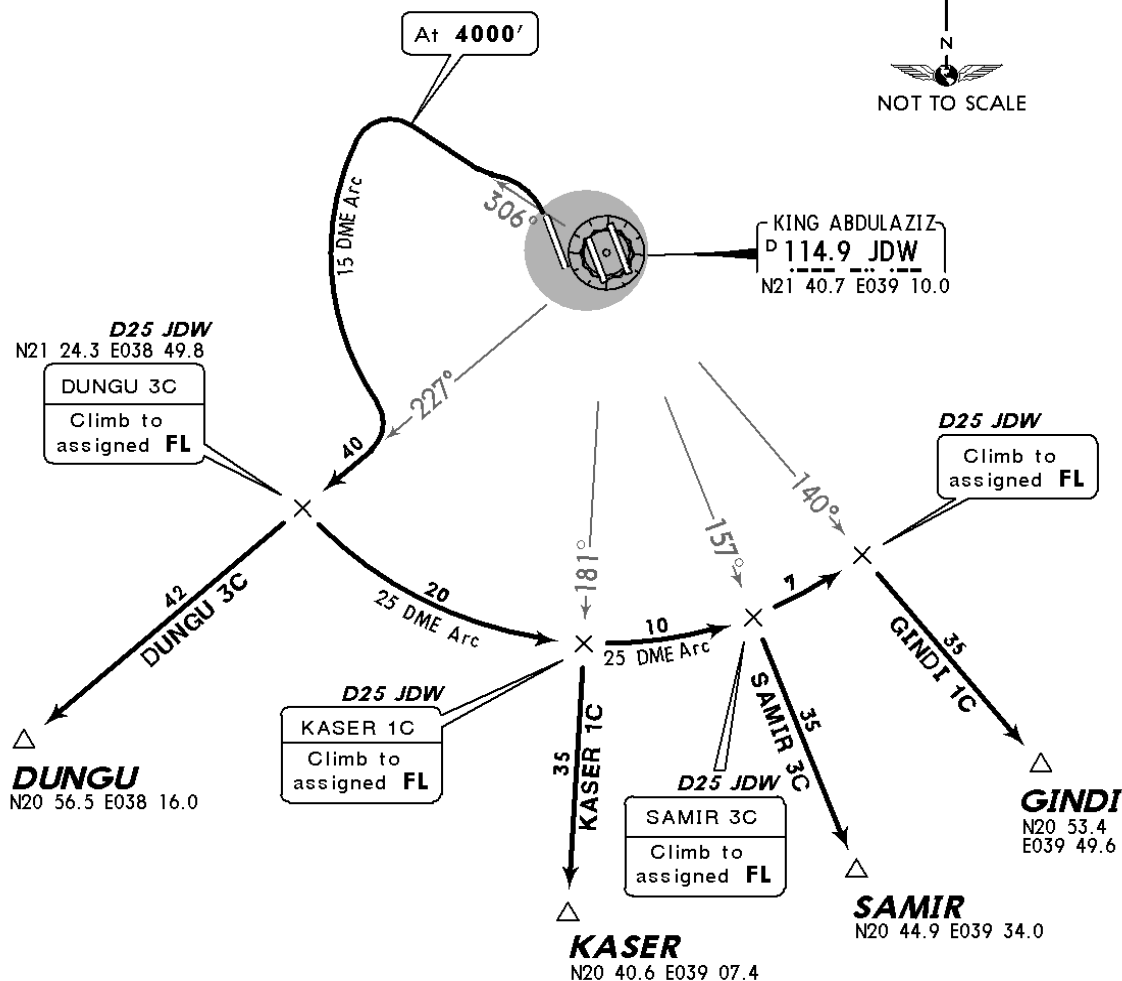 At 4000'
N
NOT TO SCALE
306°
15 DME Arc
KING ABDULAZIZ
D 114.9 JDW
N21 40.7 E039 10.0
D25 JDW
N21 24.3 E038 49.8
DUNGU 3C
Climb to
assigned FL
227°
40
D25 JDW
Climb to
assigned FL
140°
157°
181°
42
DUNGU 3C
20
25 DME Arc
10
25 DME Arc
7
35
GINDI 1C
D25 JDW
KASER 1C
Climb to
assigned FL
35
KASER 1C
35
SAMIR 3C
D25 JDW
SAMIR 3C
Climb to
assigned FL
DUNGU
N20 56.5 E038 16.0
GINDI
N20 53.4
E039 49.6
SAMIR
N20 44.9 E039 34.0
KASER
N20 40.6 E039 07.4